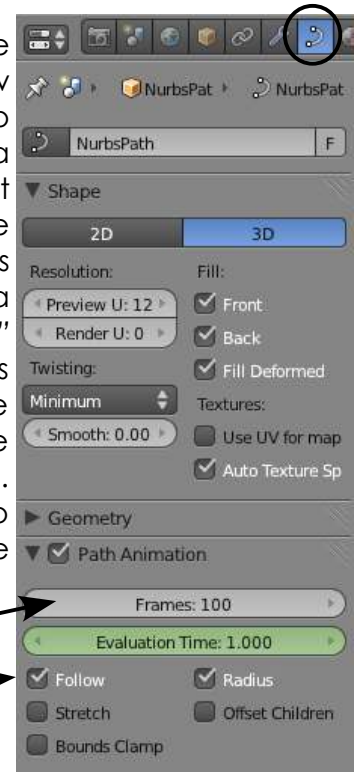 NurbsPat NurbsPat
NurbsPath F
Shape
2D 3D
Resolution: Fill:
Preview U: 12 Front
Render U: 0 Back
Twisting: Fill Deformed
Minimum Textures:
Smooth: 0.00 Use UV for map
Auto Texture Sp
Geometry
Path Animation
Frames: 100
Evaluation Time: 1.000
Follow Radius
Stretch Offset Children
Bounds Clamp